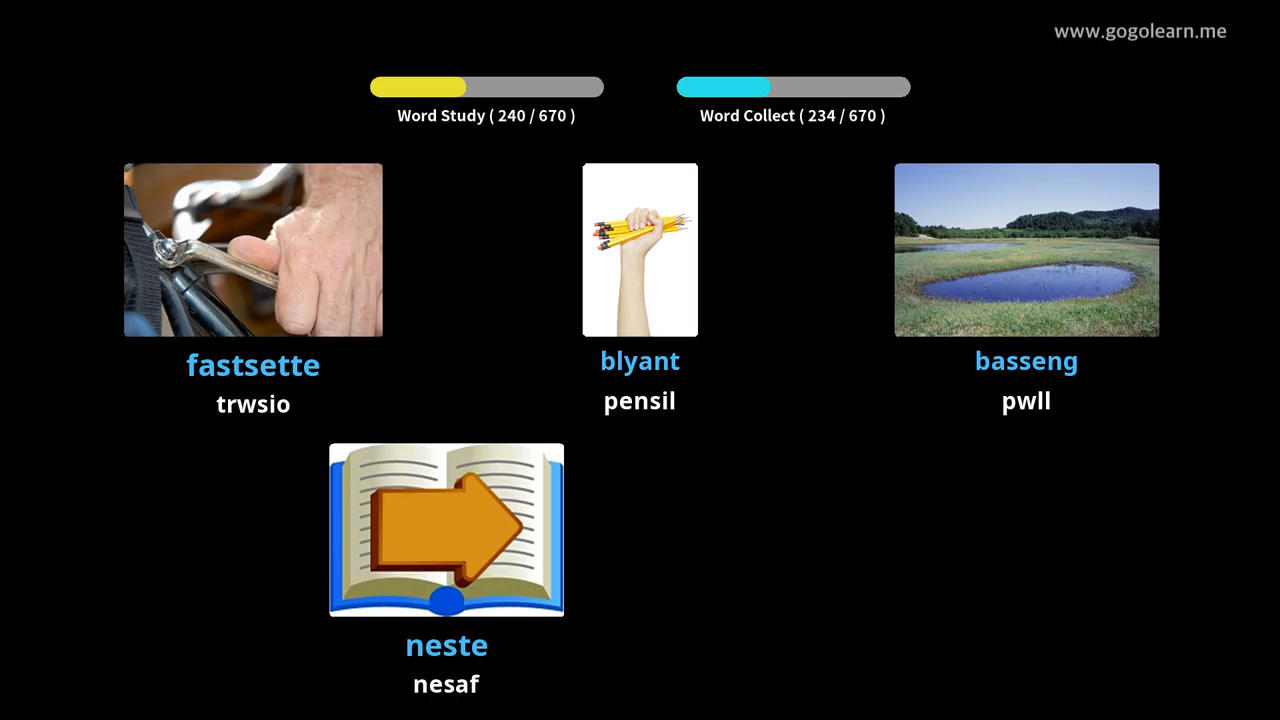 www.gogolearn.me
Word Study ( 240 / 670 )
Word Collect ( 234 / 670 )
fastsette
trwsio
blyant
pensil
basseng
pwll
neste
nesaf